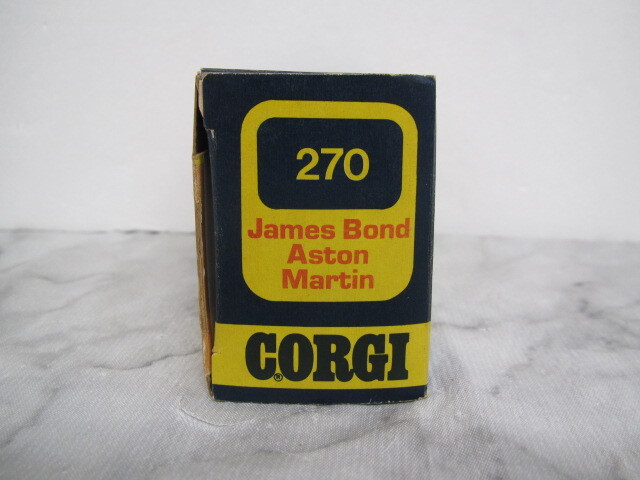 270
James Bond
Aston
Martin
CORGI®